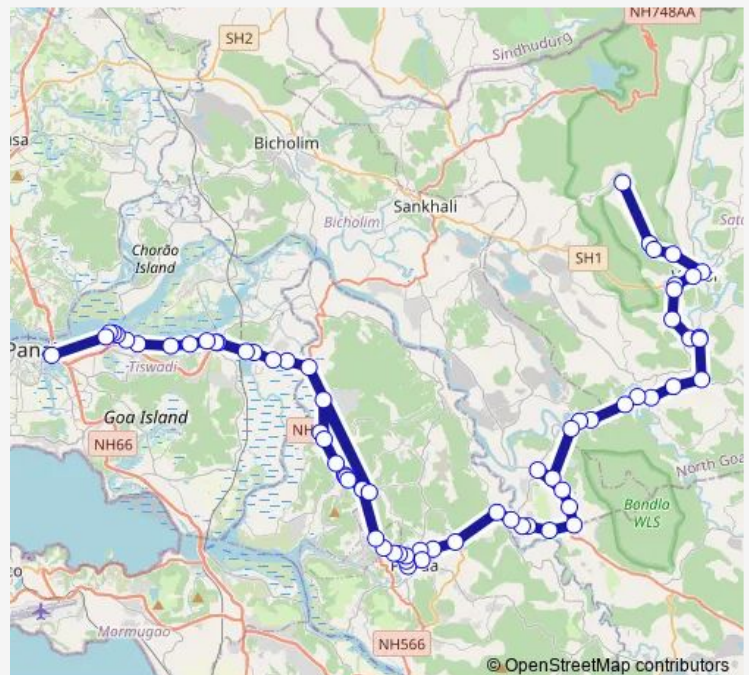 NH748AA
Sindhudurg
SH2
Bicholim
Sankhali
Bicholim
Chorão
Island
SH1
Tiswadi
Goa Island
NH66
North Goa
Bondla
WLS
Mormugao
NH566
© OpenStreetMap contributors